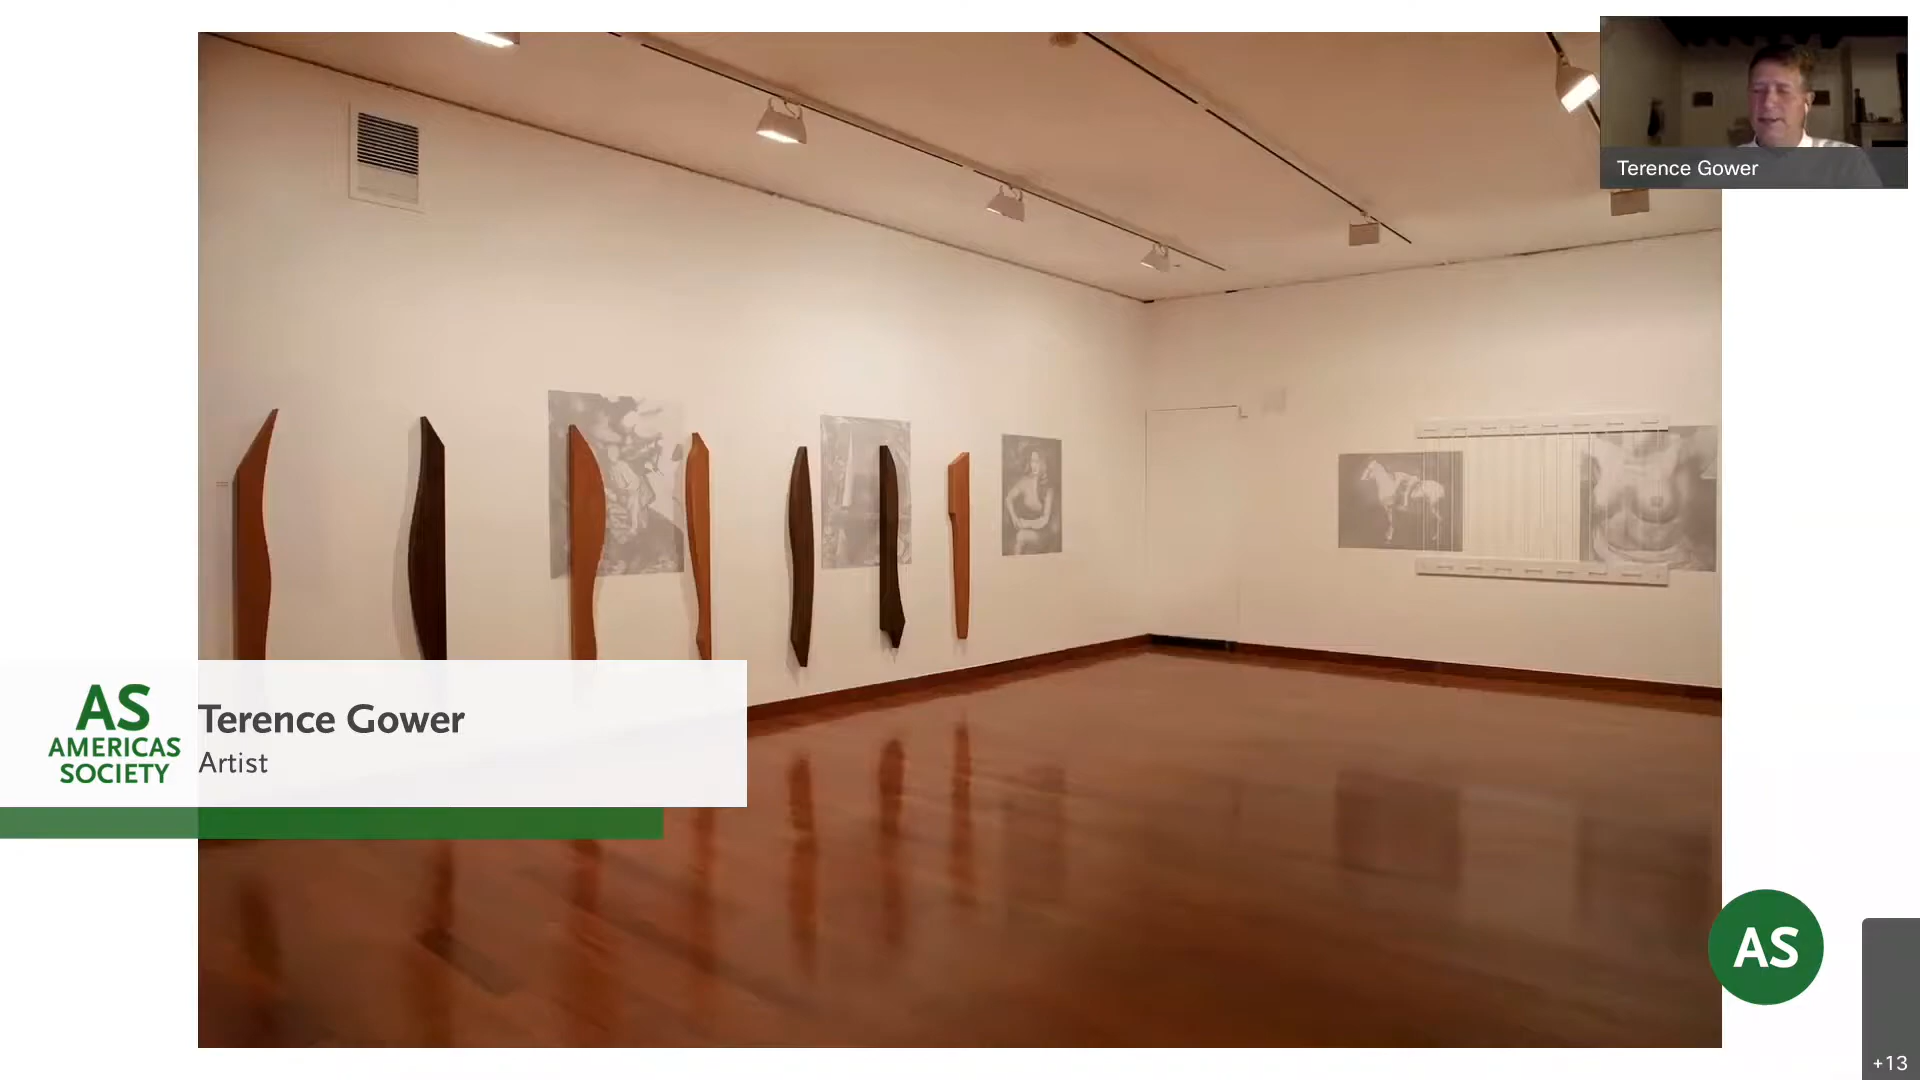 Terence Gower
AS
AMERICAS
SOCIETY
Terence Gower
Artist
AS
+13